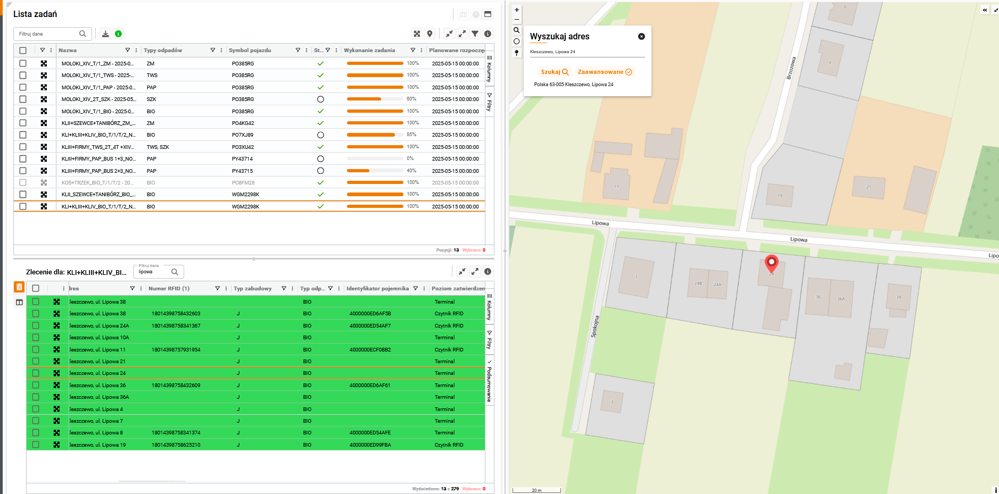 Lista zadań
Filtruj dane
Nazwa Typy odpadów Symbol pojazdu St... Wykonanie zadania Planowane rozpoczę
MOLOKI_XIV_T/1_ZM - 2025-0... ZM PO385RG 100% 2025-05-15 00:00:00
MOLOKI_XIV_T/1_TWS - 2025-... TWS PO385RG 100% 2025-05-15 00:00:00
MOLOKI_XIV_T/1_PAP - 2025-0... PAP PO385RG 100% 2025-05-15 00:00:00
MOLOKI_XIV_2T_SZK - 2025-05... SZK PO385RG 60% 2025-05-15 00:00:00
MOLOKI_XIV_T/1_BIO - 2025-0... BIO PO385RG 100% 2025-05-15 00:00:00
KLII+SZEWCE+TANIBÓRZ_ZM_... ZM PO4KG42 100% 2025-05-15 00:00:00
KLI+KLIII+KLIV_BIO_T/1/T/2_N... BIO PO7XJ89 85% 2025-05-15 00:00:00
KLIII+FIRMY_TWS_2T_4T +XIV... TWS, SZK PO3XU42 100% 2025-05-15 00:00:00
KLIII+FIRMY_PAP_BUS 1+3_NO... PAP PY43714 0% 2025-05-15 00:00:00
KLIII+FIRMY_PAP_BUS 2+3_NO... PAP PY43715 40% 2025-05-15 00:00:00
KOS+TRZEK_BIO_T/1/T/2 - 20... BIO PO8FM28 100% 2025-05-15 00:00:00
KLII_SZEWCE+TANIBÓRZ_BIO_... BIO WGM2298K 100% 2025-05-15 00:00:00
KLI+KLIII+KLIV_BIO_T/1/T/2_N... BIO WGM2298K 100% 2025-05-15 00:00:00
Kolumny
Filtry
Pozycji: 13 Wybrano: 0
Zlecenie dla: KLI+KLIII+KLIV_BI...
Filtruj dane
lipowa
lres Numer RFID (1) Typ zabudowy Typ odp... Identyfikator pojemnika Poziom zatwierdzen
leszczewo, ul. Lipowa 38 BIO Terminal
leszczewo, ul. Lipowa 38 18014398758432603 J BIO 4000000ED6AF5B Czytnik RFID
leszczewo, ul. Lipowa 24A 18014398758341367 J BIO 4000000ED54AF7 Czytnik RFID
leszczewo, ul. Lipowa 10A J BIO Terminal
leszczewo, ul. Lipowa 11 18014398757931954 J BIO 4000000ECF0BB2 Czytnik RFID
leszczewo, ul. Lipowa 21 J BIO Terminal
leszczewo, ul. Lipowa 24 J BIO Terminal
leszczewo, ul. Lipowa 36 18014398758432609 J BIO 4000000ED6AF61 Terminal
leszczewo, ul. Lipowa 36A J BIO Terminal
leszczewo, ul. Lipowa 4 J BIO Terminal
leszczewo, ul. Lipowa 7 J BIO Terminal
leszczewo, ul. Lipowa 8 18014398758341374 J BIO 4000000ED54AFE Terminal
leszczewo, ul. Lipowa 19 18014398758625210 J BIO 4000000ED99FBA Czytnik RFID
Kolumny
Filtry
Podsumowanie
Wyświetlono: 13 z 279 Wybrano: 0
+
−
Wyszukaj adres
Kleszczewo, Lipowa 24
Szukaj Zaawansowane
Polska 63-005 Kleszczewo, Lipowa 24
6
4
Brzozowa
17
19
21
Lipowa
Lipowa
Lipo
1
24B
24A
24
36
36A
38
Spokojna
3
20 m